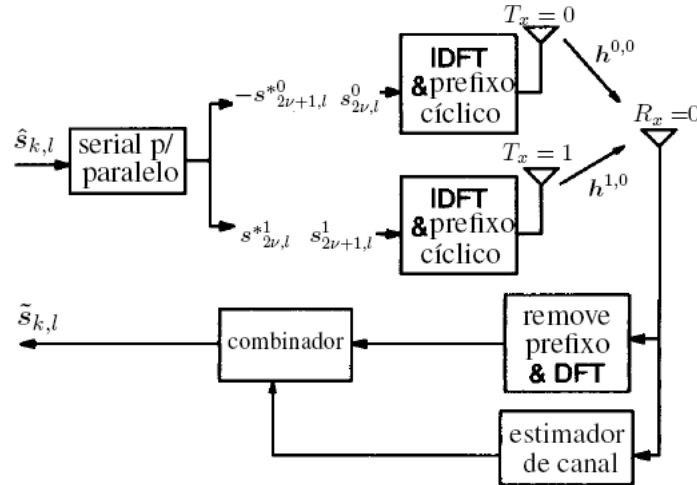 T_x = 0
IDFT
&prefixo
cíclico
-s*^0_{2ν+1,l} s^0_{2ν,l}
h^{0,0}
R_x =0
ŝ_{k,l}
serial p/
paralelo
T_x = 1
IDFT
&prefixo
cíclico
h^{1,0}
s*^1_{2ν,l} s^1_{2ν+1,l}
s̃_{k,l}
combinador
remove
prefixo
& DFT
estimador
de canal